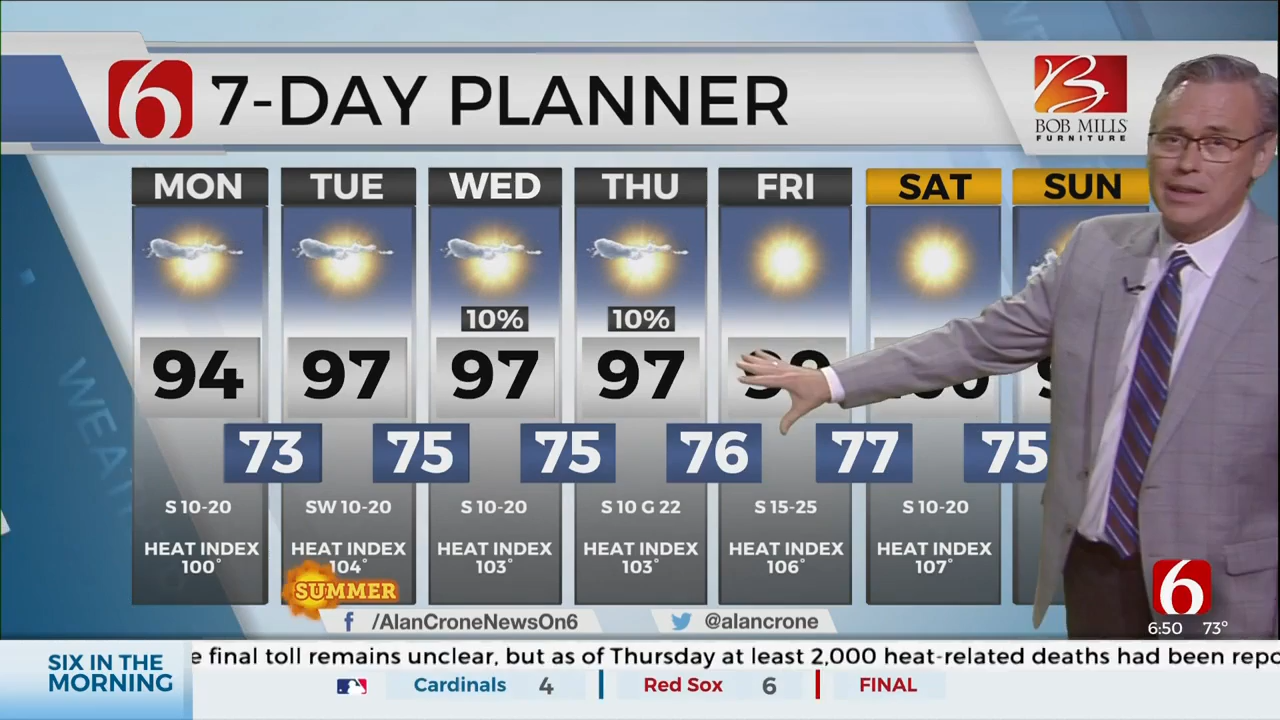 6 7-DAY PLANNER
B
BOB MILLS
FURNITURE
MON TUE WED THU FRI SAT SUN
10% 10%
94 97 97 97
73 75 75 76 77 75
S 10-20 SW 10-20 S 10-20 S 10 G 22 S 15-25 S 10-20
HEAT INDEX HEAT INDEX HEAT INDEX HEAT INDEX HEAT INDEX HEAT INDEX
100° 104° 103° 103° 106° 107°
SUMMER
f /AlanCroneNewsOn6 @alancrone
6
6:50 73°
SIX IN THE
MORNING
e final toll remains unclear, but as of Thursday at least 2,000 heat-related deaths had been repo
Cardinals 4 Red Sox 6 FINAL